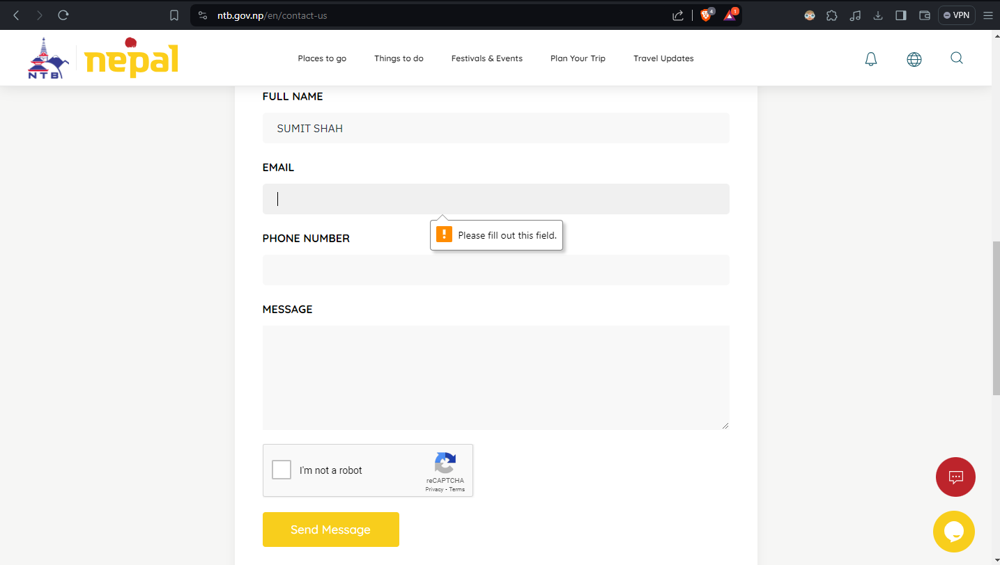 ntb.gov.np/en/contact-us
4
1
VPN
NTB
nepal
Places to go
Things to do
Festivals & Events
Plan Your Trip
Travel Updates
FULL NAME
SUMIT SHAH
EMAIL
! Please fill out this field.
PHONE NUMBER
MESSAGE
I'm not a robot
reCAPTCHA
Privacy - Terms
Send Message